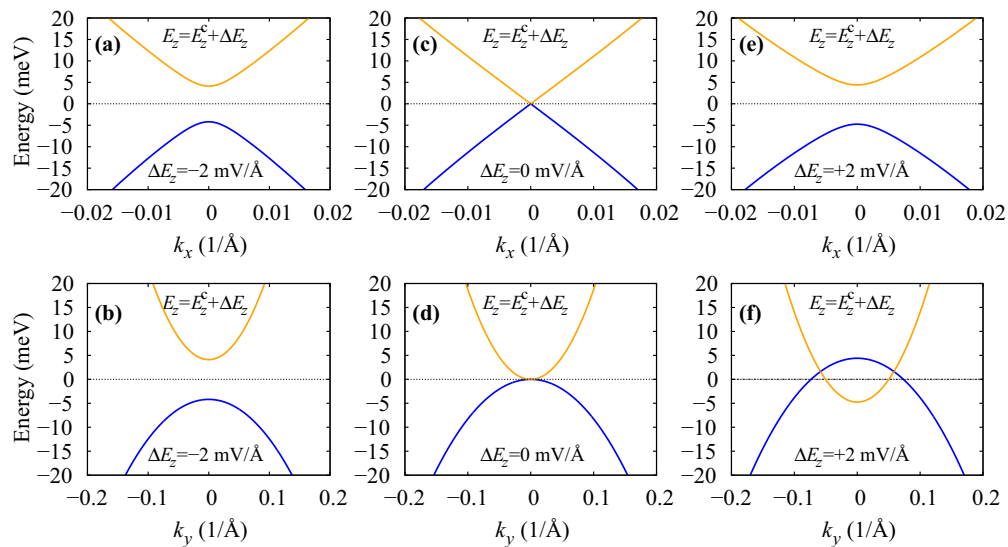 (a) E_z=E_z^c+ΔE_z
Energy (meV)
20
15
10
5
0
−5
−10
−15
−20
ΔE_z=−2 mV/Å
−0.02 −0.01 0 0.01 0.02
k_x (1/Å)
(c) E_z=E_z^c+ΔE_z
ΔE_z=0 mV/Å
−0.02 −0.01 0 0.01 0.02
k_x (1/Å)
(e) E_z=E_z^c+ΔE_z
ΔE_z=+2 mV/Å
−0.02 −0.01 0 0.01 0.02
k_x (1/Å)
(b) E_z=E_z^c+ΔE_z
Energy (meV)
20
15
10
5
0
−5
−10
−15
−20
ΔE_z=−2 mV/Å
−0.2 −0.1 0 0.1 0.2
k_y (1/Å)
(d) E_z=E_z^c+ΔE_z
ΔE_z=0 mV/Å
−0.2 −0.1 0 0.1 0.2
k_y (1/Å)
(f) E_z=E_z^c+ΔE_z
ΔE_z=+2 mV/Å
−0.2 −0.1 0 0.1 0.2
k_y (1/Å)